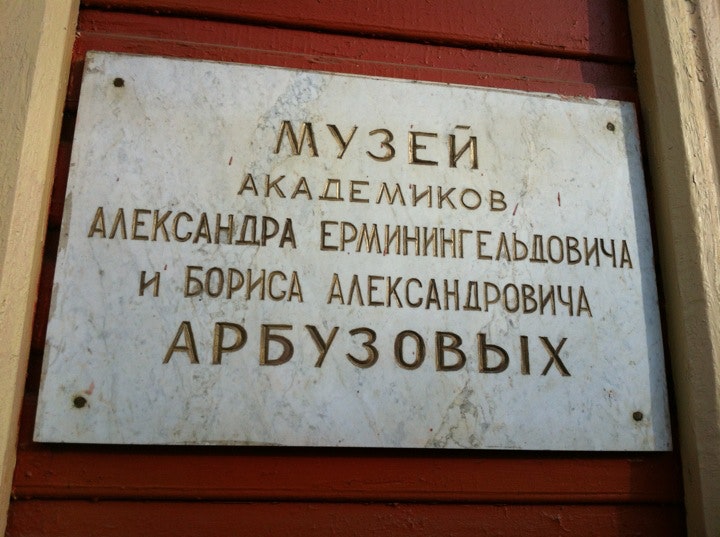 МУЗЕЙ
АКАДЕМИКОВ
АЛЕКСАНДРА ЕРМИНИНГЕЛЬДОВИЧА
И БОРИСА АЛЕКСАНДРОВИЧА
АРБУЗОВЫХ